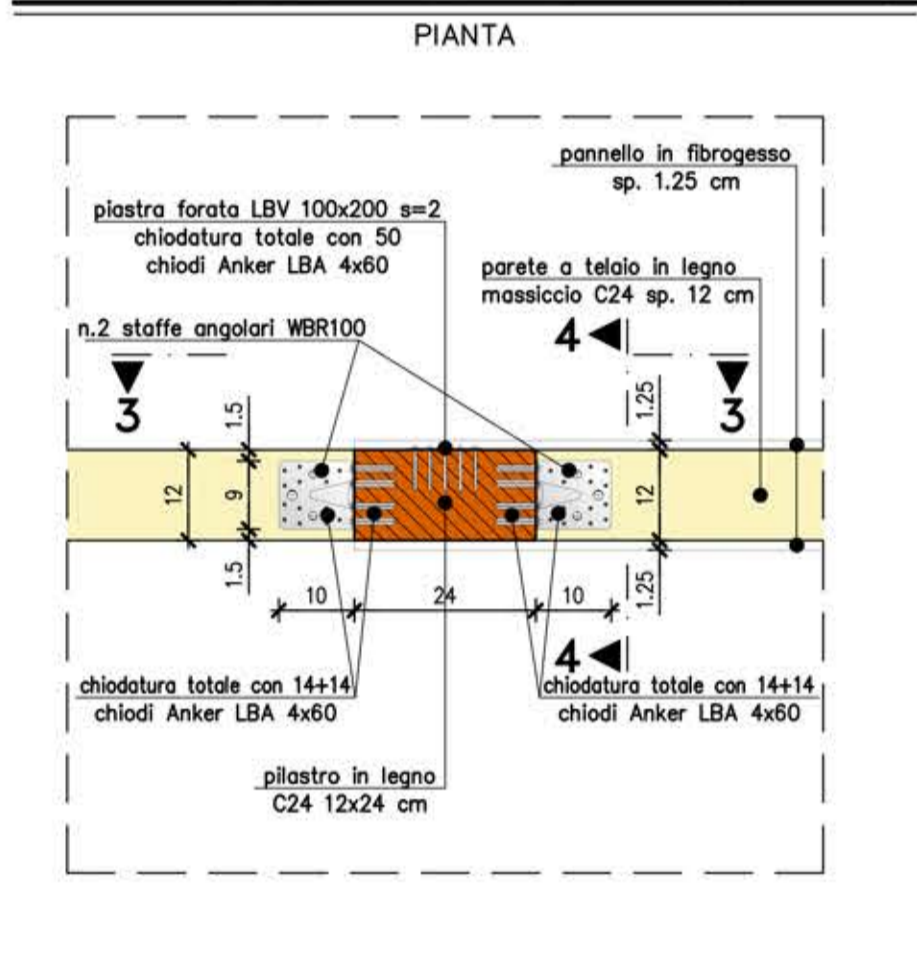 PIANTA
pannello in fibrogesso
sp. 1.25 cm
piastra forata LBV 100x200 s=2
chiodatura totale con 50
chiodi Anker LBA 4x60
parete a telaio in legno
massiccio C24 sp. 12 cm
n.2 staffe angolari WBR100
4
3
3
1.5
1.25
12
9
12
1.5
1.25
10
24
10
4
chiodatura totale con 14+14
chiodi Anker LBA 4x60
chiodatura totale con 14+14
chiodi Anker LBA 4x60
pilastro in legno
C24 12x24 cm